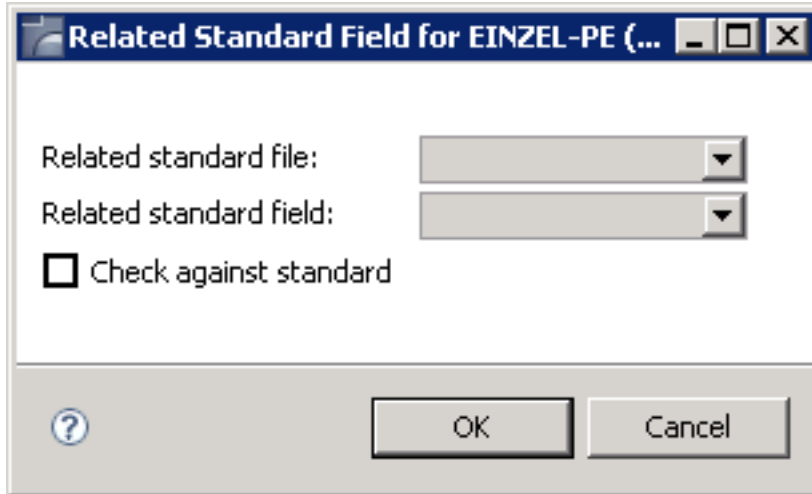 Related Standard Field for EINZEL-PE (...
Related standard file:
Related standard field:
Check against standard
?
OK Cancel